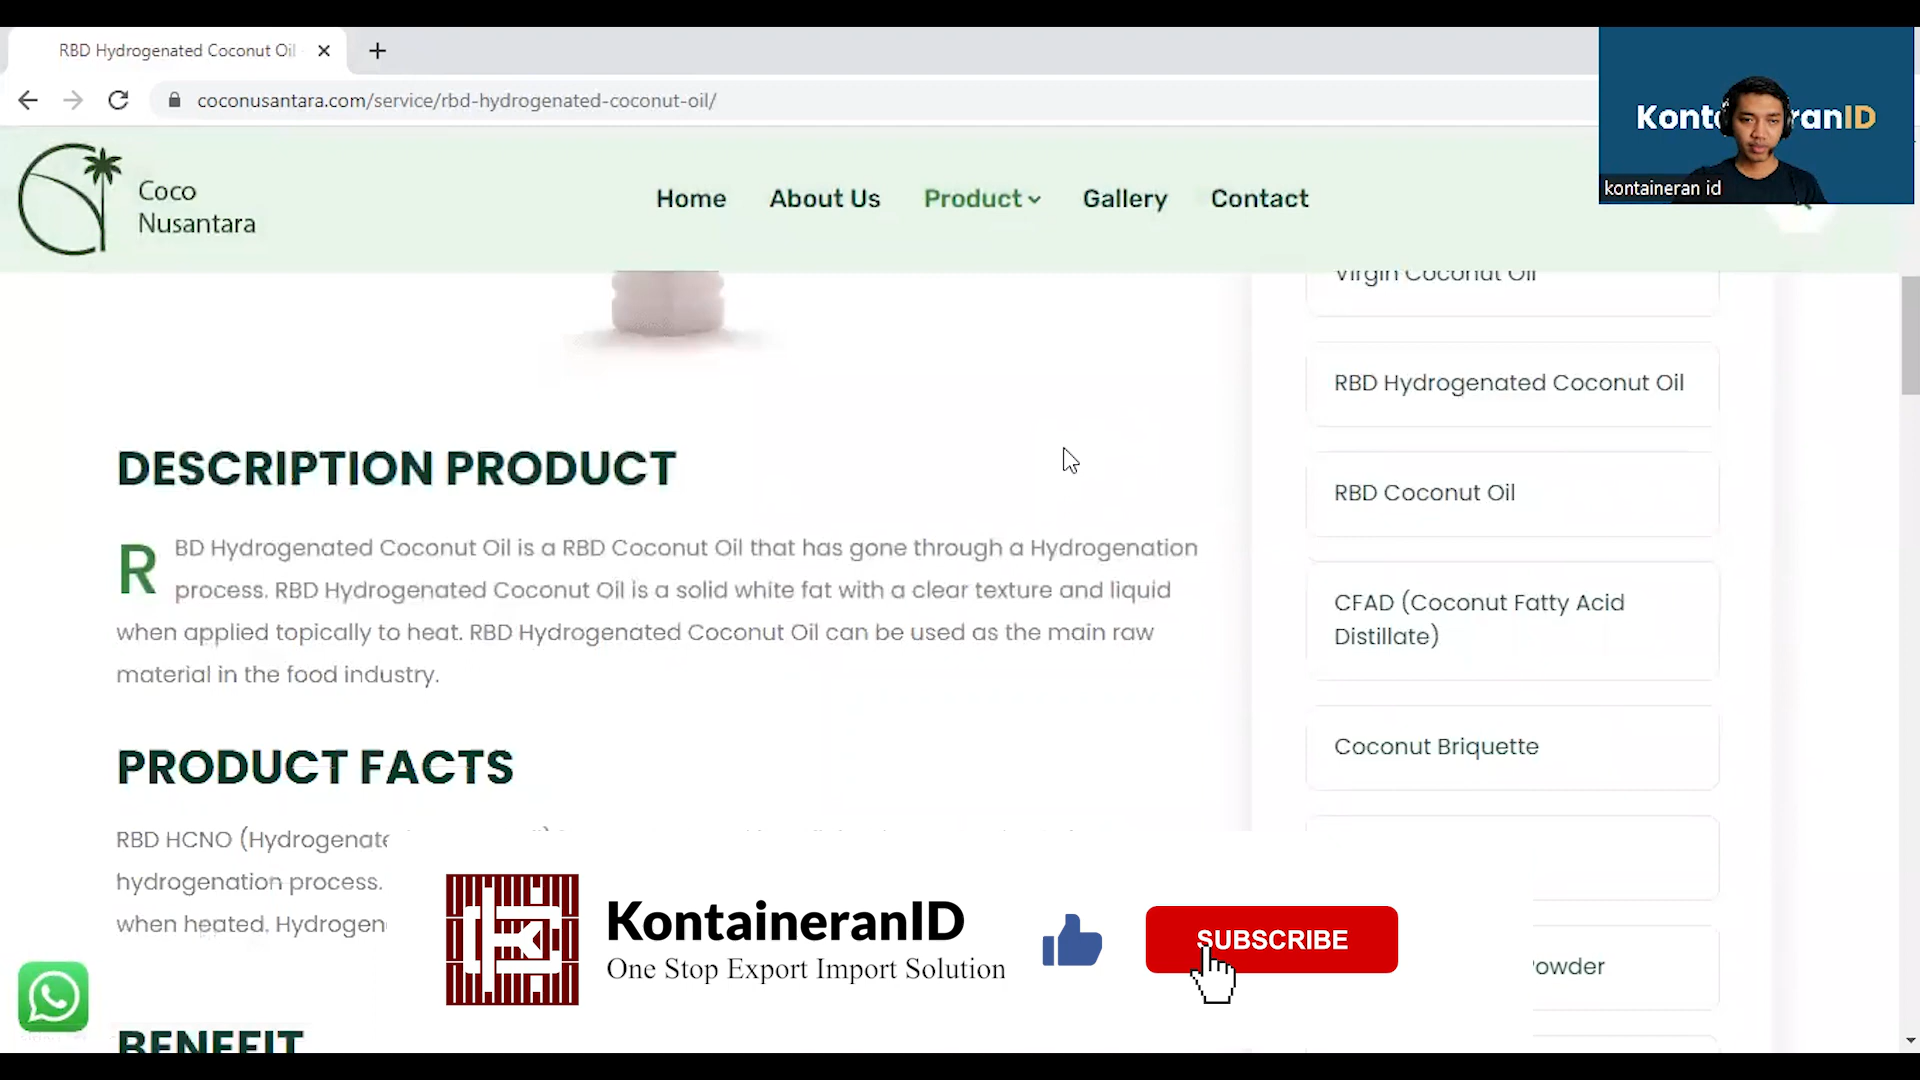 RBD Hydrogenated Coconut Oil
coconusantara.com/service/rbd-hydrogenated-coconut-oil/
KontaineranID
kontaineran id
Coco
Nusantara
Home
About Us
Product
Gallery
Contact
Virgin Coconut Oil
RBD Hydrogenated Coconut Oil
RBD Coconut Oil
CFAD (Coconut Fatty Acid
Distillate)
Coconut Briquette
DESCRIPTION PRODUCT
RBD Hydrogenated Coconut Oil is a RBD Coconut Oil that has gone through a Hydrogenation
process. RBD Hydrogenated Coconut Oil is a solid white fat with a clear texture and liquid
when applied topically to heat. RBD Hydrogenated Coconut Oil can be used as the main raw
material in the food industry.
PRODUCT FACTS
RBD HCNO (Hydrogenate
hydrogenation process.
when heated. Hydrogen
BENEFIT
KontaineranID
One Stop Export Import Solution
SUBSCRIBE